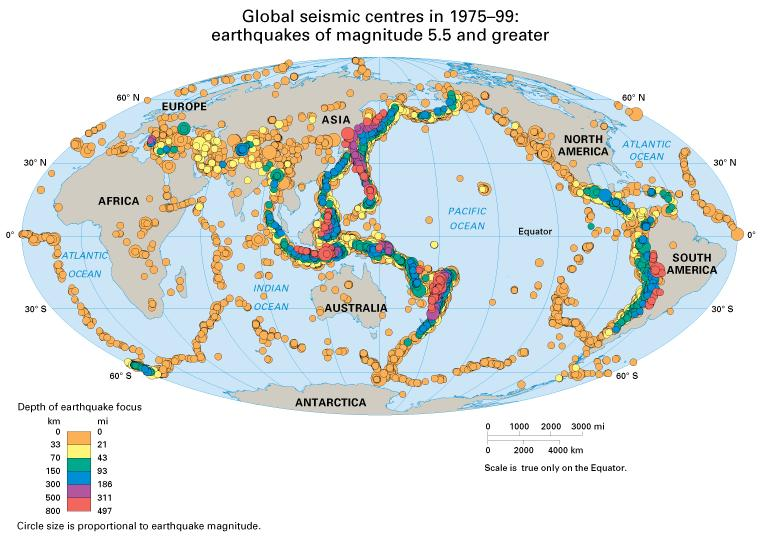 Global seismic centres in 1975–99:
earthquakes of magnitude 5.5 and greater
60° N
60° N
EUROPE
ASIA
NORTH
AMERICA
ATLANTIC
OCEAN
30° N
30° N
AFRICA
PACIFIC
OCEAN
Equator
0°
0°
ATLANTIC
OCEAN
SOUTH
AMERICA
INDIAN
OCEAN
AUSTRALIA
30° S
30° S
60° S
60° S
ANTARCTICA
Depth of earthquake focus
km mi
0 0
33 21
70 43
150 93
300 186
500 311
800 497
Circle size is proportional to earthquake magnitude.
0 1000 2000 3000 mi
0 2000 4000 km
Scale is true only on the Equator.